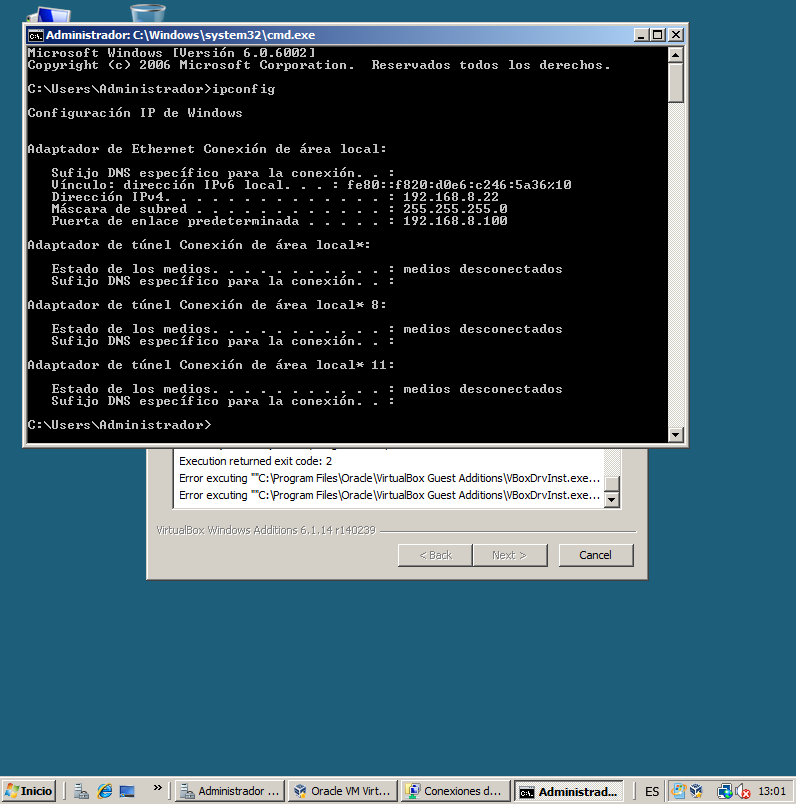 Administrador: C:\Windows\system32\cmd.exe
Microsoft Windows [Versión 6.0.6002]
Copyright (c) 2006 Microsoft Corporation.  Reservados todos los derechos.
C:\Users\Administrador>ipconfig
Configuración IP de Windows
Adaptador de Ethernet Conexión de área local:
Sufijo DNS específico para la conexión. . :
Vínculo: dirección IPv6 local. . . : fe80::f820:d0e6:c246:5a36%10
Dirección IPv4. . . . . . . . . . . . . . : 192.168.8.22
Máscara de subred . . . . . . . . . . . . : 255.255.255.0
Puerta de enlace predeterminada . . . . . : 192.168.8.100
Adaptador de túnel Conexión de área local*:
Estado de los medios. . . . . . . . . . . : medios desconectados
Sufijo DNS específico para la conexión. . :
Adaptador de túnel Conexión de área local* 8:
Estado de los medios. . . . . . . . . . . : medios desconectados
Sufijo DNS específico para la conexión. . :
Adaptador de túnel Conexión de área local* 11:
Estado de los medios. . . . . . . . . . . : medios desconectados
Sufijo DNS específico para la conexión. . :
C:\Users\Administrador>
Execution returned exit code: 2
Error excuting ""C:\Program Files\Oracle\VirtualBox Guest Additions\VBoxDrvInst.exe...
Error excuting ""C:\Program Files\Oracle\VirtualBox Guest Additions\VBoxDrvInst.exe...
VirtualBox Windows Additions 6.1.14 r140239
< Back Next > Cancel
Inicio » Administrador ... Oracle VM Virt... Conexiones d... Administrad... ES 13:01